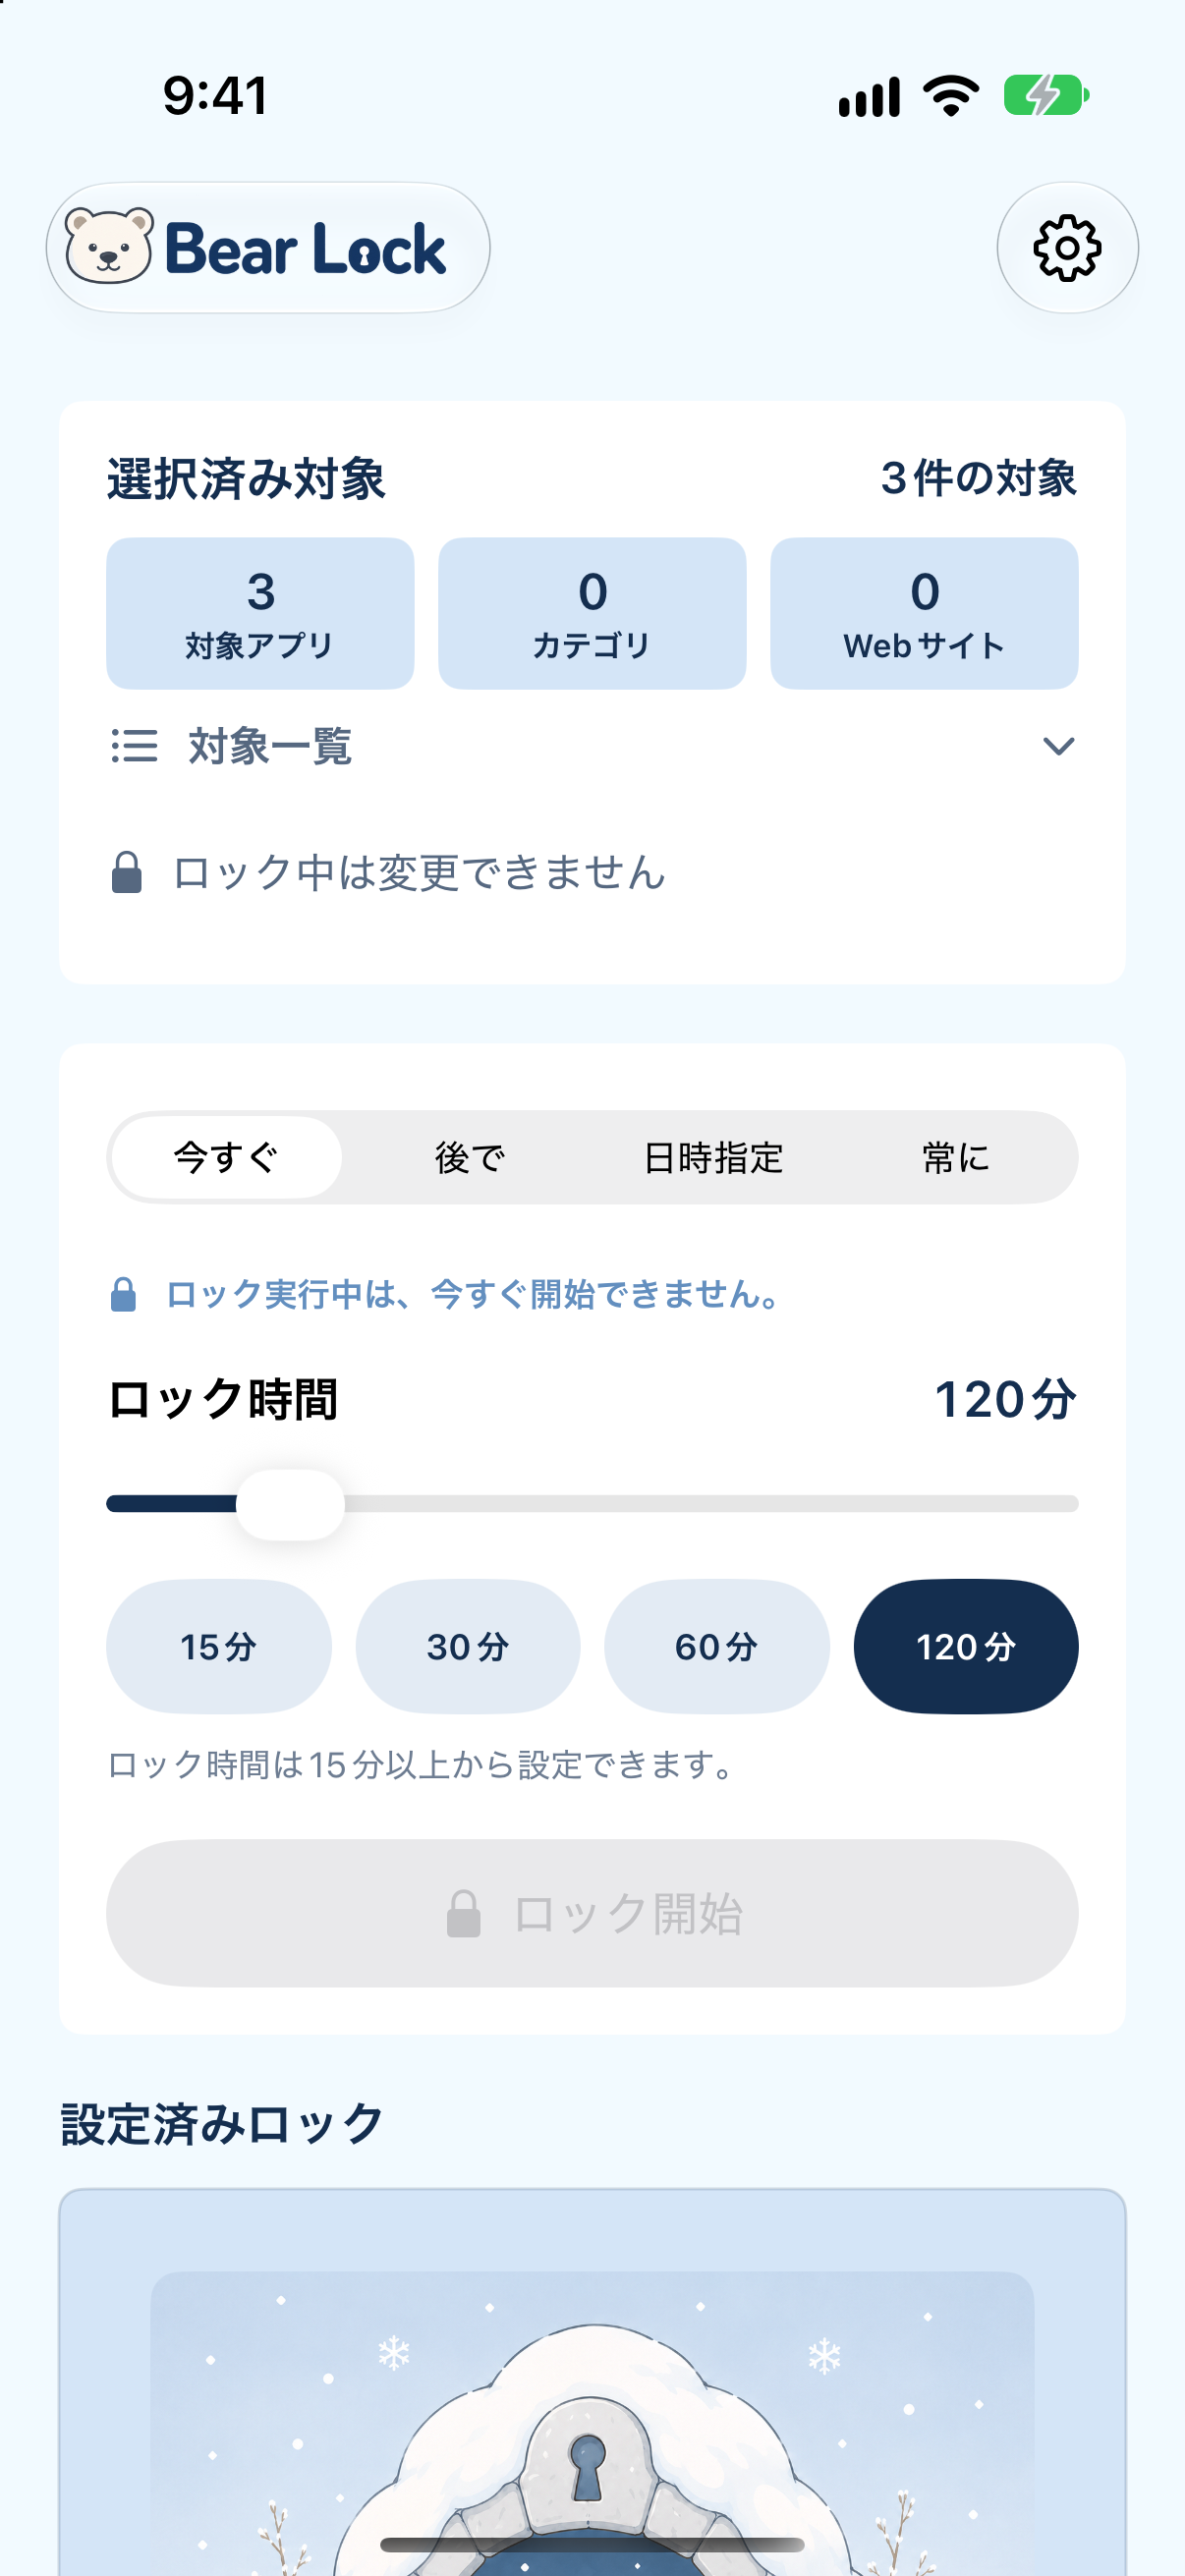 9:41
Bear Lock
選択済み対象
3件の対象
3
対象アプリ
0
カテゴリ
0
Webサイト
対象一覧
ロック中は変更できません
今すぐ
後で
日時指定
常に
ロック実行中は、今すぐ開始できません。
ロック時間
120分
15分
30分
60分
120分
ロック時間は15分以上から設定できます。
ロック開始
設定済みロック